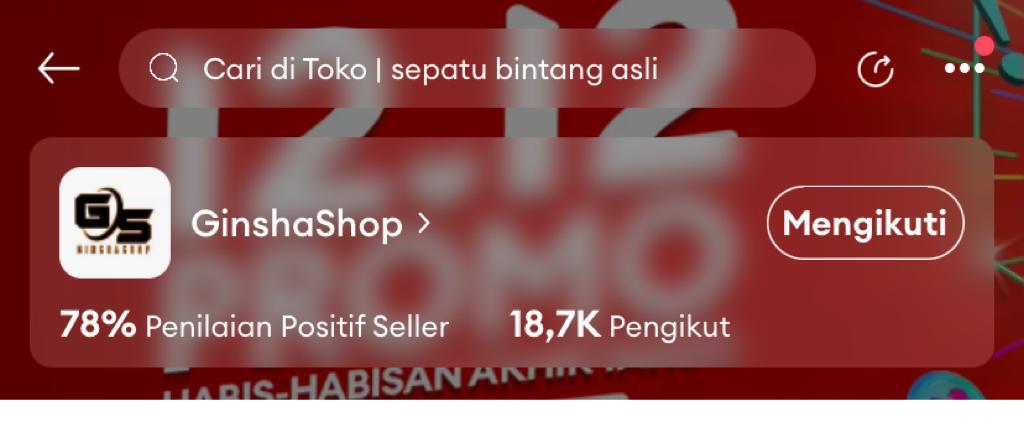 Cari di Toko | sepatu bintang asli
12.12
GS
GINSHASHOP
GinshaShop >
Mengikuti
PROMO
78% Penilaian Positif Seller
18,7K Pengikut
HABIS-HABISAN AKHIR